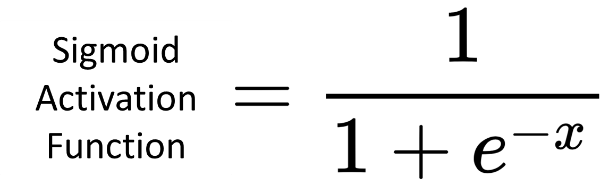 Sigmoid
Activation
Function
= 1 / (1 + e^{-x})